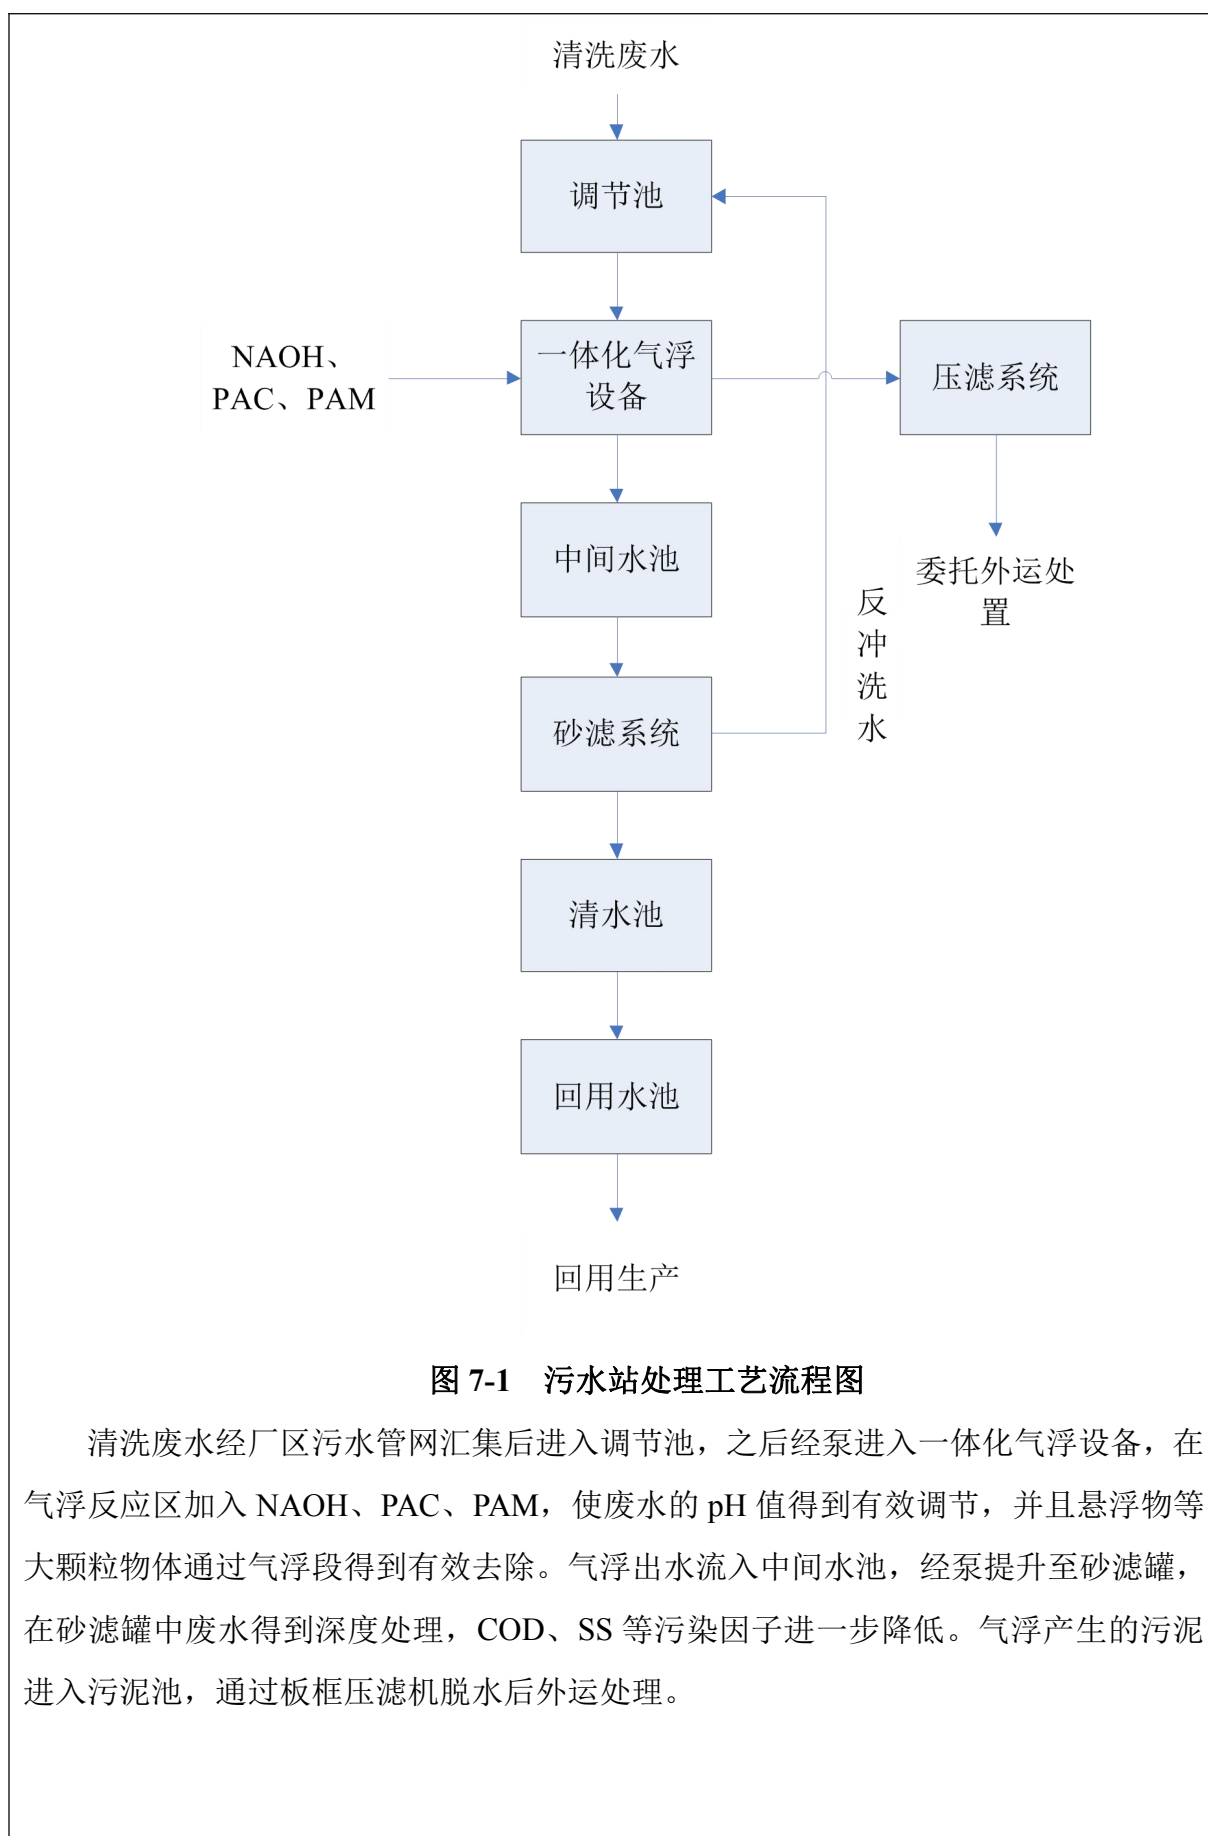 清洗废水
调节池
NAOH、
PAC、PAM
一体化气浮
设备
压滤系统
中间水池
委托外运处
置
反
冲
洗
水
砂滤系统
清水池
回用水池
回用生产
图 7-1 污水站处理工艺流程图
清洗废水经厂区污水管网汇集后进入调节池，之后经泵进入一体化气浮设备，在
气浮反应区加入 NAOH、PAC、PAM，使废水的 pH 值得到有效调节，并且悬浮物等
大颗粒物体通过气浮段得到有效去除。气浮出水流入中间水池，经泵提升至砂滤罐，
在砂滤罐中废水得到深度处理，COD、SS 等污染因子进一步降低。气浮产生的污泥
进入污泥池，通过板框压滤机脱水后外运处理。